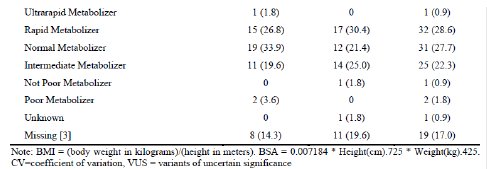 Ultrarapid Metabolizer 1 (1.8) 0 1 (0.9)
Rapid Metabolizer 15 (26.8) 17 (30.4) 32 (28.6)
Normal Metabolizer 19 (33.9) 12 (21.4) 31 (27.7)
Intermediate Metabolizer 11 (19.6) 14 (25.0) 25 (22.3)
Not Poor Metabolizer 0 1 (1.8) 1 (0.9)
Poor Metabolizer 2 (3.6) 0 2 (1.8)
Unknown 0 1 (1.8) 1 (0.9)
Missing [3] 8 (14.3) 11 (19.6) 19 (17.0)
Note: BMI = (body weight in kilograms)/(height in meters). BSA = 0.007184 * Height(cm).725 * Weight(kg).425.
CV=coefficient of variation, VUS = variants of uncertain significance